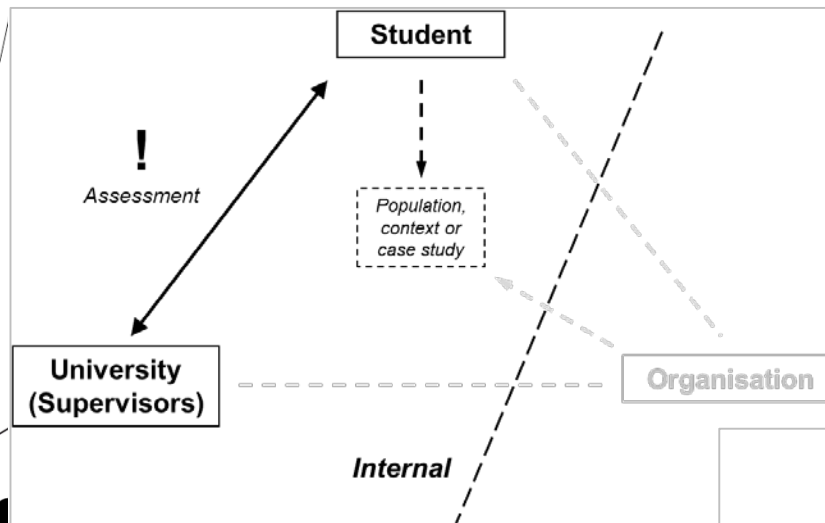 Student
!
Assessment
Population,
context or
case study
University
(Supervisors)
Organisation
Internal